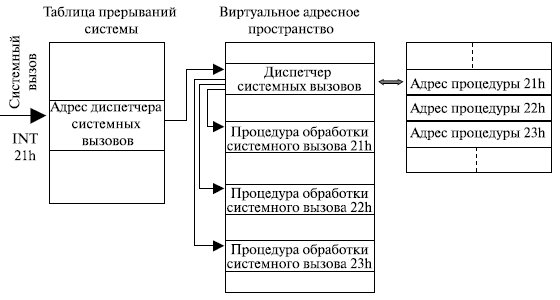 Таблица прерываний
системы
Виртуальное адресное
пространство
Системный
вызов
INT
21h
Адрес диспетчера
системных
вызовов
Диспетчер
системных вызовов
Процедура обработки
системного вызова 21h
Процедура обработки
системного вызова 22h
Процедура обработки
системного вызова 23h
Адрес процедуры 21h
Адрес процедуры 22h
Адрес процедуры 23h